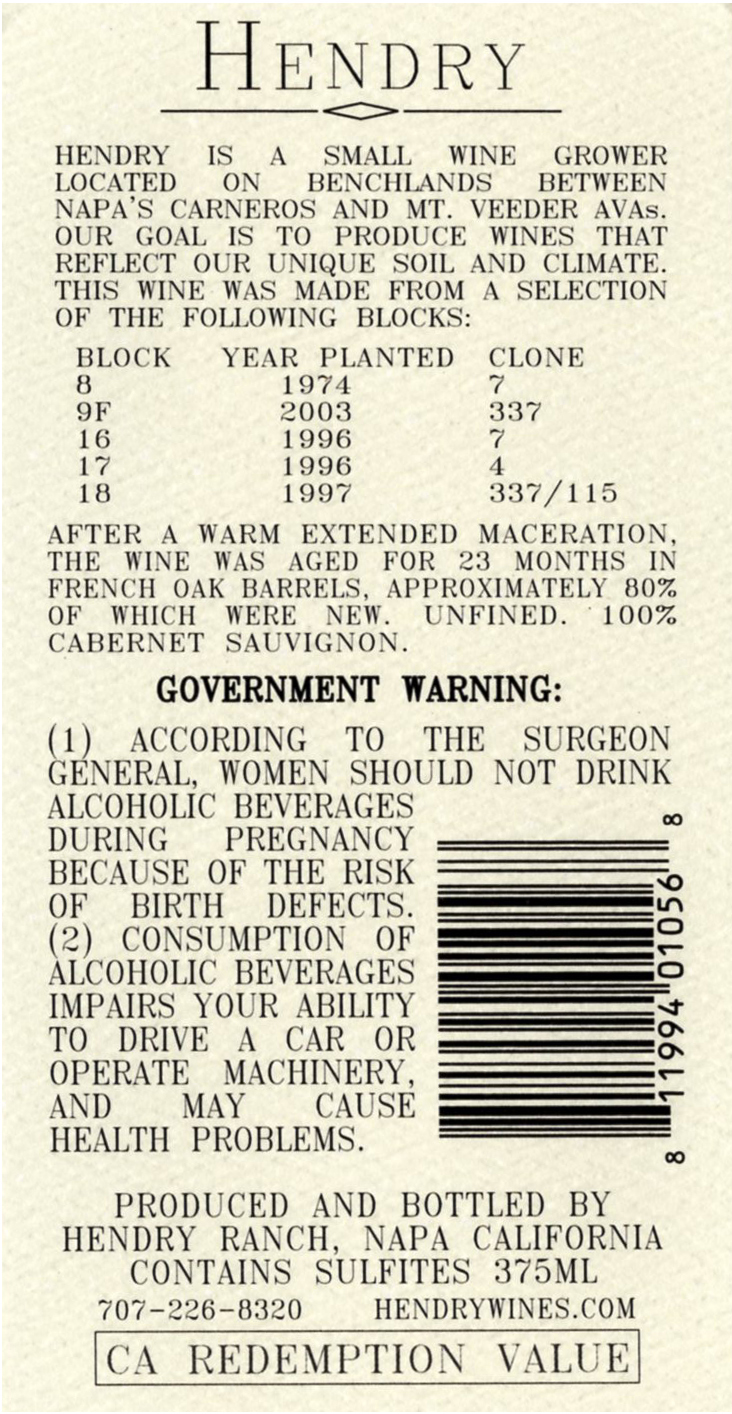 HENDRY
HENDRY IS A SMALL WINE GROWER
LOCATED ON BENCHLANDS BETWEEN
NAPA'S CARNEROS AND MT. VEEDER AVAs.
OUR GOAL IS TO PRODUCE WINES THAT
REFLECT OUR UNIQUE SOIL AND CLIMATE.
THIS WINE WAS MADE FROM A SELECTION
OF THE FOLLOWING BLOCKS:
BLOCK YEAR PLANTED CLONE
8 1974 7
9F 2003 337
16 1996 7
17 1996 4
18 1997 337/115
AFTER A WARM EXTENDED MACERATION,
THE WINE WAS AGED FOR 23 MONTHS IN
FRENCH OAK BARRELS, APPROXIMATELY 80%
OF WHICH WERE NEW. UNFINED. 100%
CABERNET SAUVIGNON.
GOVERNMENT WARNING:
(1) ACCORDING TO THE SURGEON
GENERAL, WOMEN SHOULD NOT DRINK
ALCOHOLIC BEVERAGES
DURING PREGNANCY
BECAUSE OF THE RISK
OF BIRTH DEFECTS.
(2) CONSUMPTION OF
ALCOHOLIC BEVERAGES
IMPAIRS YOUR ABILITY
TO DRIVE A CAR OR
OPERATE MACHINERY,
AND MAY CAUSE
HEALTH PROBLEMS.
8 11994 01056 8
PRODUCED AND BOTTLED BY
HENDRY RANCH, NAPA CALIFORNIA
CONTAINS SULFITES 375ML
707-226-8320 HENDRYWINES.COM
CA REDEMPTION VALUE